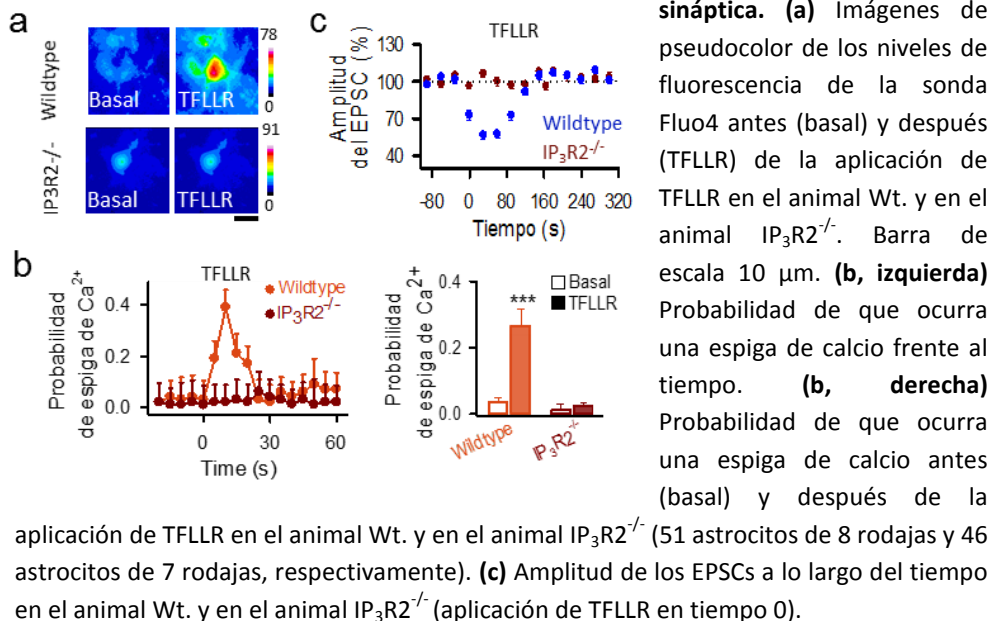 a
Wildtype
Basal
TFLLR
78
0
IP3R2-/-
Basal
TFLLR
91
0
c
TFLLR
Amplitud
del EPSC (%)
130
100
70
40
Wildtype
IP₃R2⁻/⁻
-80 0 80 160 240 320
Tiempo (s)
b
TFLLR
Wildtype
IP₃R2⁻/⁻
Probabilidad
de espiga de Ca²⁺
0.4
0.2
0.0
0 30 60
Time (s)
Probabilidad
de espiga de Ca²⁺
0.4
0.2
0.0
Basal
TFLLR
***
Wildtype
IP₃R2⁻/⁻
sináptica. (a) Imágenes de
pseudocolor de los niveles de
fluorescencia de la sonda
Fluo4 antes (basal) y después
(TFLLR) de la aplicación de
TFLLR en el animal Wt. y en el
animal IP₃R2⁻/⁻. Barra de
escala 10 µm. (b, izquierda)
Probabilidad de que ocurra
una espiga de calcio frente al
tiempo. (b, derecha)
Probabilidad de que ocurra
una espiga de calcio antes
(basal) y después de la
aplicación de TFLLR en el animal Wt. y en el animal IP₃R2⁻/⁻ (51 astrocitos de 8 rodajas y 46
astrocitos de 7 rodajas, respectivamente). (c) Amplitud de los EPSCs a lo largo del tiempo
en el animal Wt. y en el animal IP₃R2⁻/⁻ (aplicación de TFLLR en tiempo 0).